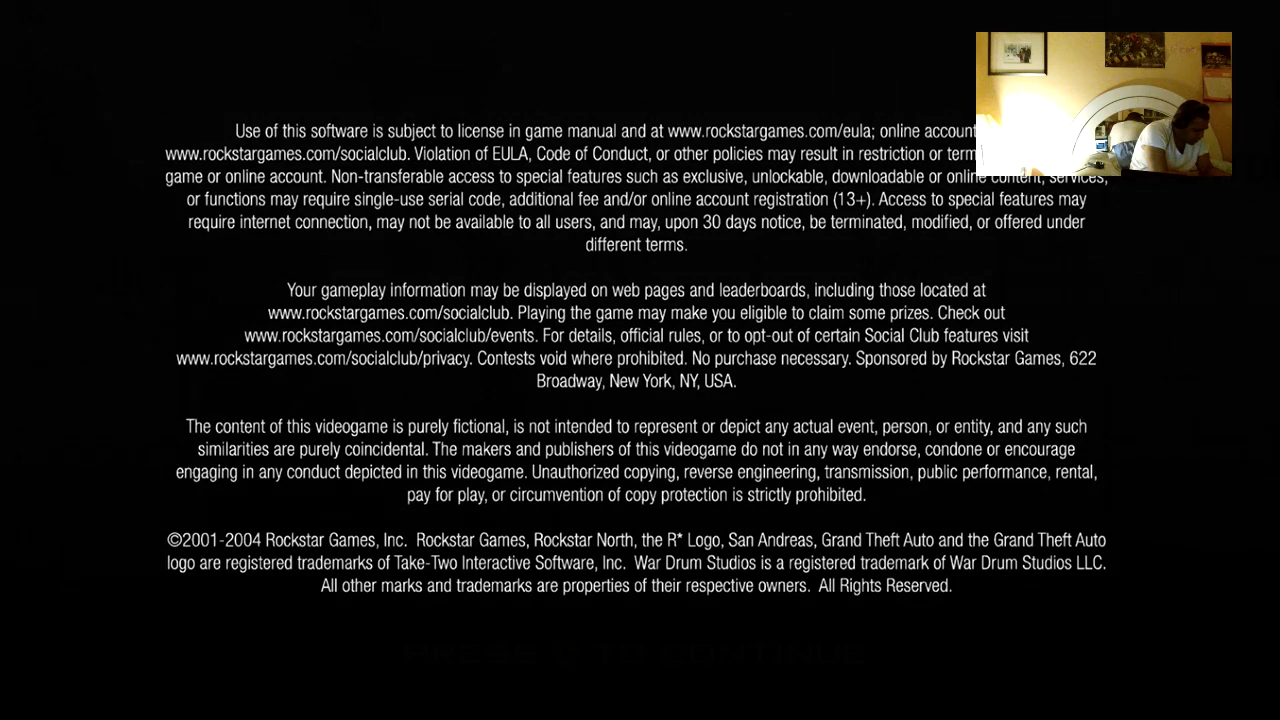 Use of this software is subject to license in game manual and at www.rockstargames.com/eula; online account
www.rockstargames.com/socialclub. Violation of EULA, Code of Conduct, or other policies may result in restriction or
game or online account. Non-transferable access to special features such as exclusive, unlockable, downloadable or online content, services,
or functions may require single-use serial code, additional fee and/or online account registration (13+). Access to special features may
require internet connection, may not be available to all users, and may, upon 30 days notice, be terminated, modified, or offered under
different terms.
Your gameplay information may be displayed on web pages and leaderboards, including those located at
www.rockstargames.com/socialclub. Playing the game may make you eligible to claim some prizes. Check out
www.rockstargames.com/socialclub/events. For details, official rules, or to opt-out of certain Social Club features visit
www.rockstargames.com/socialclub/privacy. Contests void where prohibited. No purchase necessary. Sponsored by Rockstar Games, 622
Broadway, New York, NY, USA.
The content of this videogame is purely fictional, is not intended to represent or depict any actual event, person, or entity, and any such
similarities are purely coincidental. The makers and publishers of this videogame do not in any way endorse, condone or encourage
engaging in any conduct depicted in this videogame. Unauthorized copying, reverse engineering, transmission, public performance, rental,
pay for play, or circumvention of copy protection is strictly prohibited.
©2001-2004 Rockstar Games, Inc. Rockstar Games, Rockstar North, the R* Logo, San Andreas, Grand Theft Auto and the Grand Theft Auto
logo are registered trademarks of Take-Two Interactive Software, Inc. War Drum Studios is a registered trademark of War Drum Studios LLC.
All other marks and trademarks are properties of their respective owners. All Rights Reserved.
PRESS TO CONTINUE